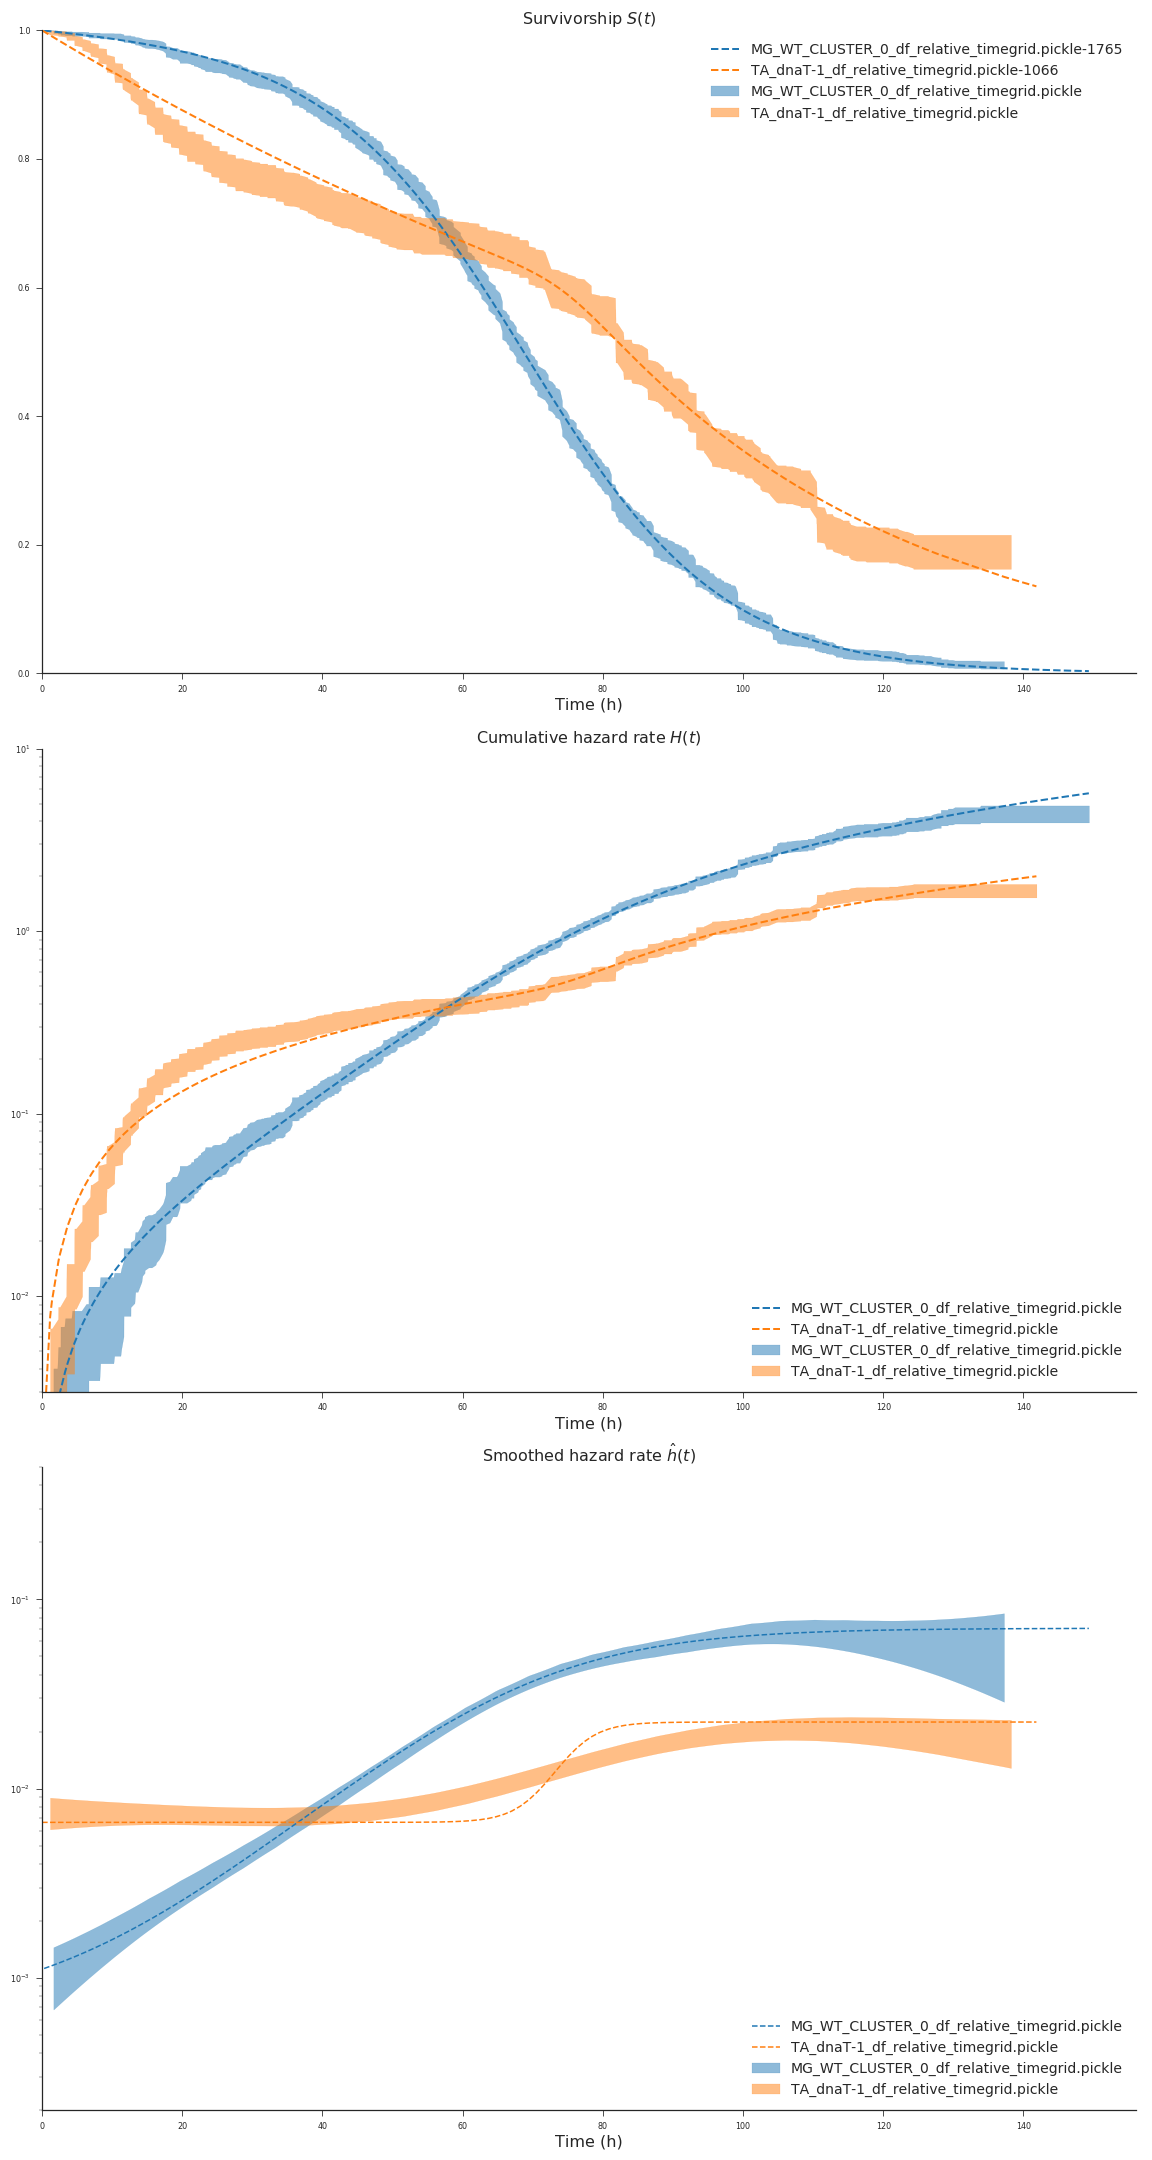 Survivorship S(t)
1.0
0.8
0.6
0.4
0.2
0.0
MG_WT_CLUSTER_0_df_relative_timegrid.pickle-1765
TA_dnaT-1_df_relative_timegrid.pickle-1066
MG_WT_CLUSTER_0_df_relative_timegrid.pickle
TA_dnaT-1_df_relative_timegrid.pickle
0 20 40 60 80 100 120 140
Time (h)
Cumulative hazard rate H(t)
10¹
10⁰
10⁻¹
10⁻²
MG_WT_CLUSTER_0_df_relative_timegrid.pickle
TA_dnaT-1_df_relative_timegrid.pickle
MG_WT_CLUSTER_0_df_relative_timegrid.pickle
TA_dnaT-1_df_relative_timegrid.pickle
0 20 40 60 80 100 120 140
Time (h)
Smoothed hazard rate ĥ(t)
10⁻¹
10⁻²
10⁻³
MG_WT_CLUSTER_0_df_relative_timegrid.pickle
TA_dnaT-1_df_relative_timegrid.pickle
MG_WT_CLUSTER_0_df_relative_timegrid.pickle
TA_dnaT-1_df_relative_timegrid.pickle
0 20 40 60 80 100 120 140
Time (h)